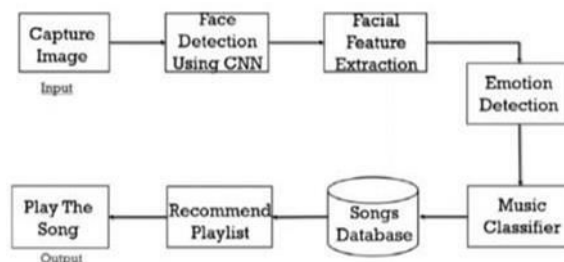 Capture
Image
Input
Face
Detection
Using CNN
Facial
Feature
Extraction
Emotion
Detection
Music
Classifier
Songs
Database
Recommend
Playlist
Play The
Song
Output